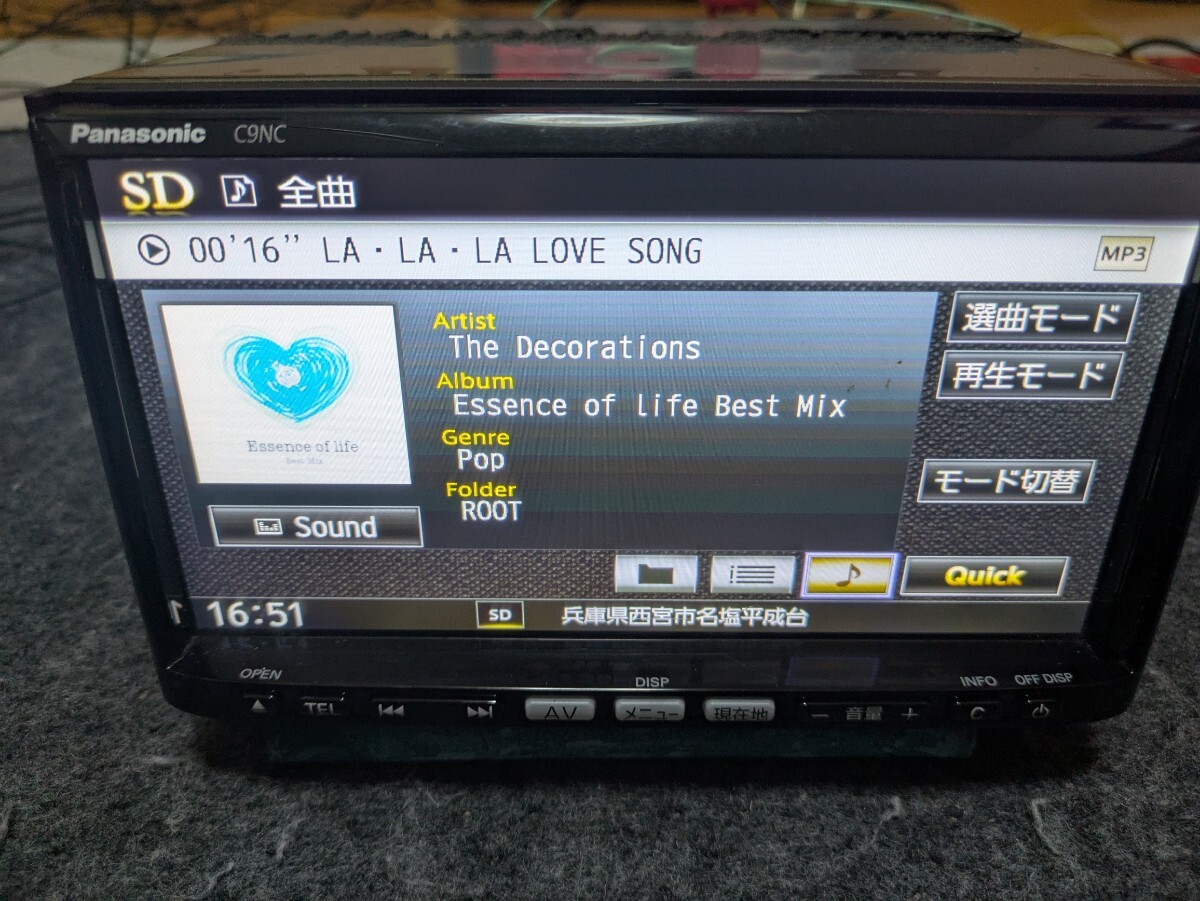 Panasonic C9NC
SD 全曲
00'16" LA・LA・LA LOVE SONG MP3
選曲モード
再生モード
モード切替
Artist
The Decorations
Album
Essence of life Best Mix
Genre
Pop
Folder
ROOT
Essence of life
Best Mix
Sound
Quick
16:51 SD 兵庫県西宮市名塩平成台
OPEN DISP INFO OFF DISP
TEL AV メニュー 現在地 － 音量 ＋ C